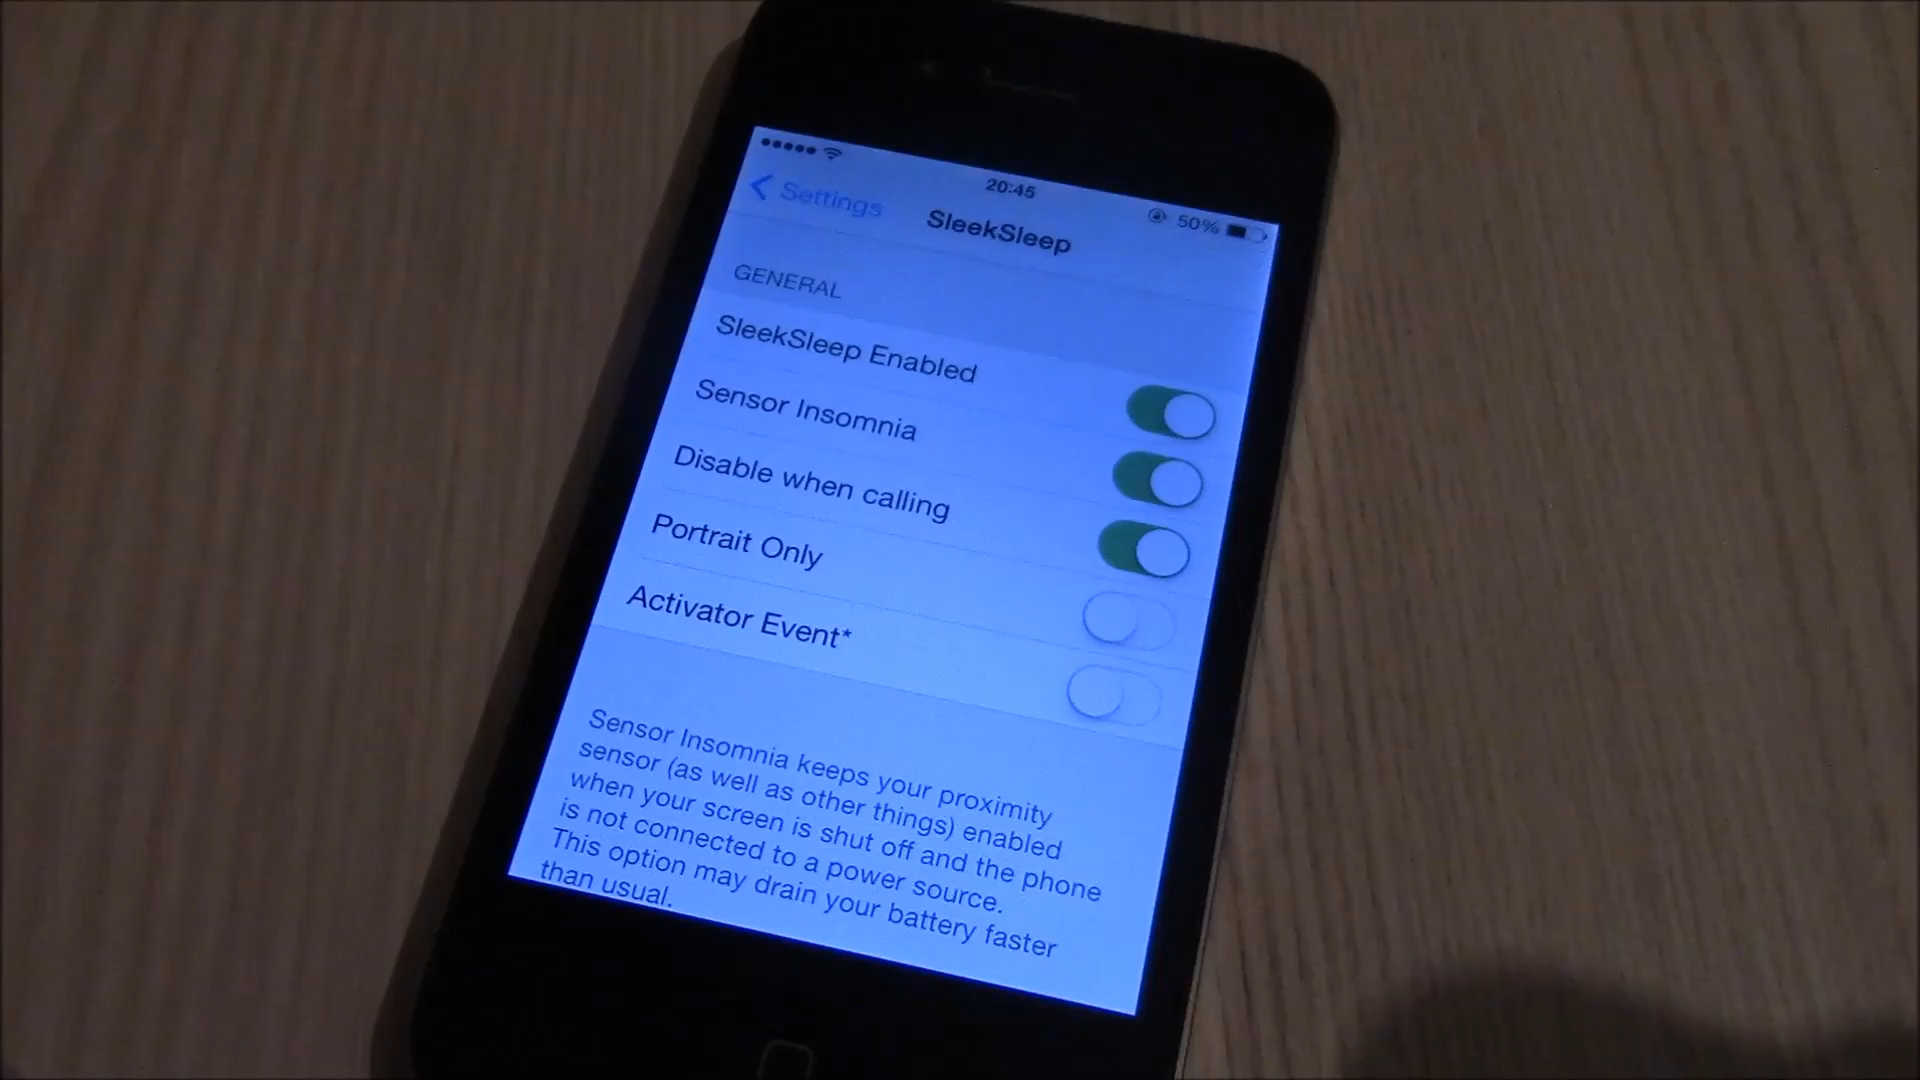 20:45
50%
Settings
SleekSleep
GENERAL
SleekSleep Enabled
Sensor Insomnia
Disable when calling
Portrait Only
Activator Event*
Sensor Insomnia keeps your proximity
sensor (as well as other things) enabled
when your screen is shut off and the phone
is not connected to a power source.
This option may drain your battery faster
than usual.